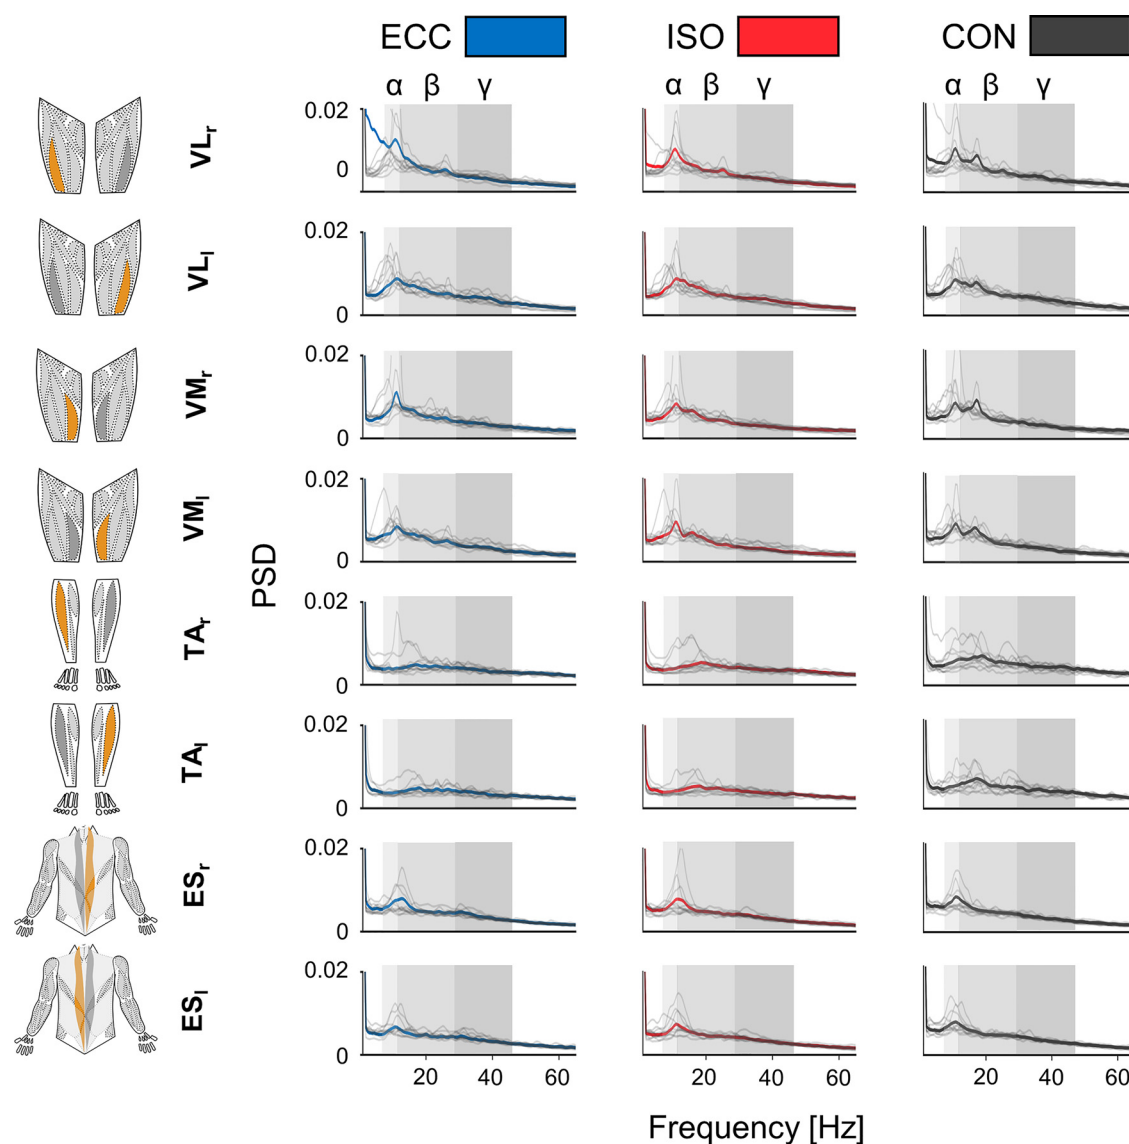 ECC ISO CON
α β γ α β γ α β γ
VLr 0.02
0
VLl 0.02
0
VMr 0.02
0
VMl 0.02
0
PSD
TAr 0.02
0
TAl 0.02
0
ESr 0.02
0
ESl 0.02
0
20 40 60 20 40 60 20 40 60
Frequency [Hz]